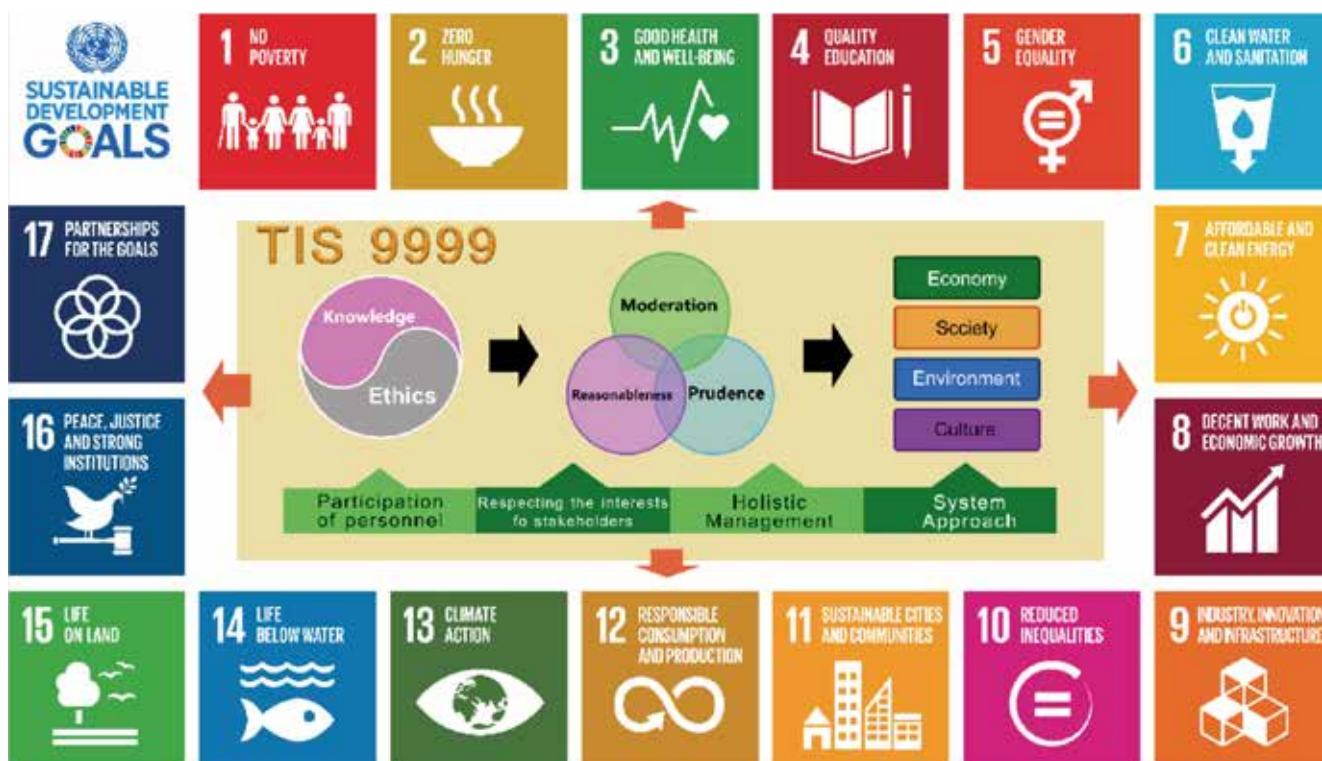 SUSTAINABLE
DEVELOPMENT
GOALS
1 NO
POVERTY
2 ZERO
HUNGER
3 GOOD HEALTH
AND WELL-BEING
4 QUALITY
EDUCATION
5 GENDER
EQUALITY
6 CLEAN WATER
AND SANITATION
17 PARTNERSHIPS
FOR THE GOALS
7 AFFORDABLE AND
CLEAN ENERGY
16 PEACE, JUSTICE
AND STRONG
INSTITUTIONS
8 DECENT WORK AND
ECONOMIC GROWTH
TIS 9999
Knowledge
Ethics
Moderation
Reasonableness
Prudence
Economy
Scciety
Environment
Culture
Participation
of personnel
Respecting the interests
fo stakeholders
Holistic
Management
System
Approach
15 LIFE
ON LAND
14 LIFE
BELOW WATER
13 CLIMATE
ACTION
12 RESPONSIBLE
CONSUMPTION
AND PRODUCTION
11 SUSTAINABLE CITIES
AND COMMUNITIES
10 REDUCED
INEQUALITIES
9 INDUSTRY, INNOVATION
AND INFRASTRUCTURE